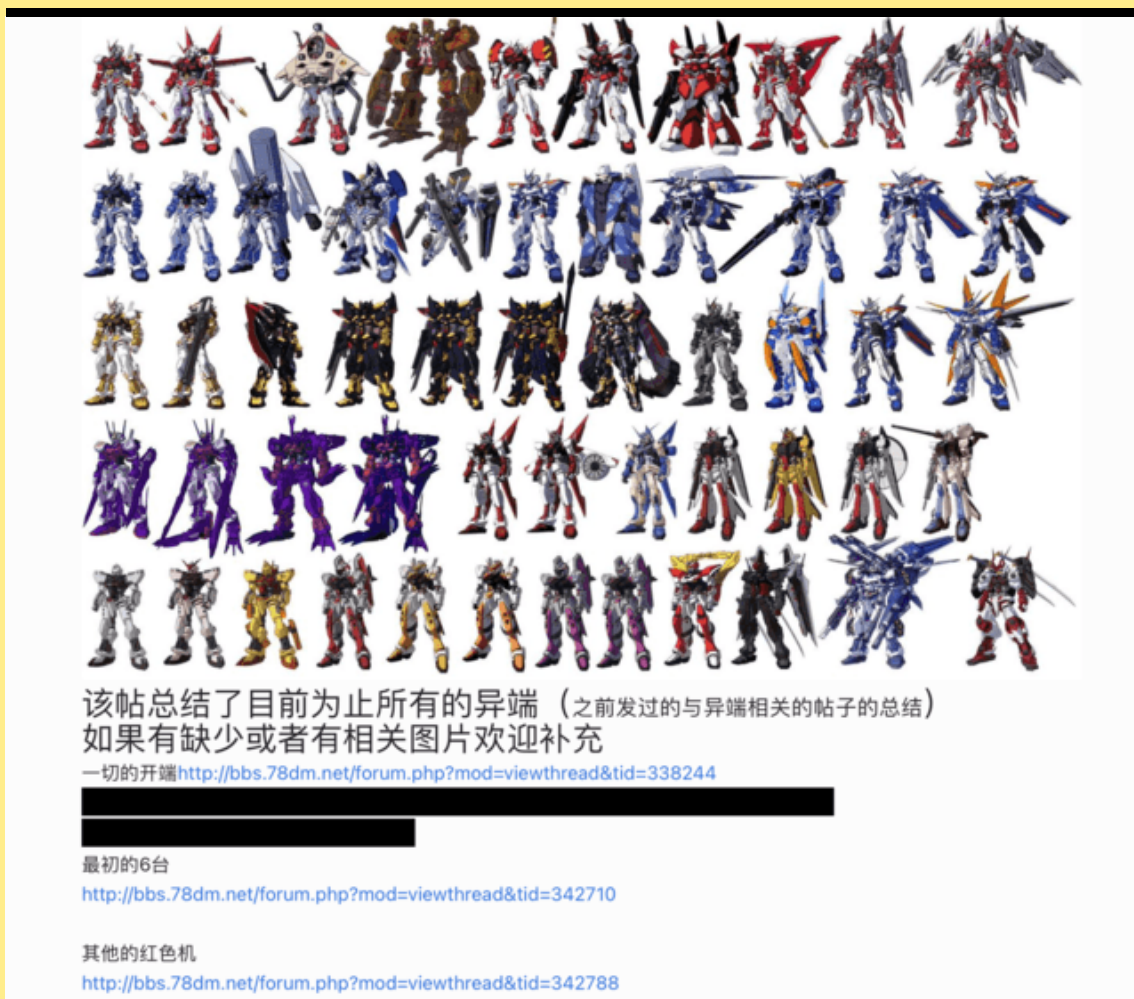 该帖总结了目前为止所有的异端（之前发过的与异端相关的帖子的总结）
如果有缺少或者有相关图片欢迎补充
一切的开端http://bbs.78dm.net/forum.php?mod=viewthread&tid=338244
最初的6台
http://bbs.78dm.net/forum.php?mod=viewthread&tid=342710
其他的红色机
http://bbs.78dm.net/forum.php?mod=viewthread&tid=342788